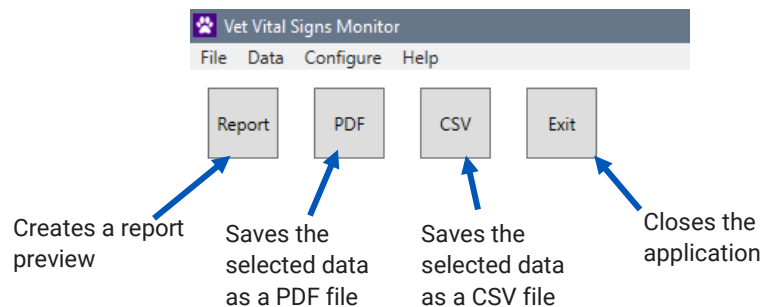 Vet Vital Signs Monitor
File Data Configure Help
Report PDF CSV Exit
Creates a report
preview
Saves the
selected data
as a PDF file
Saves the
selected data
as a CSV file
Closes the
application